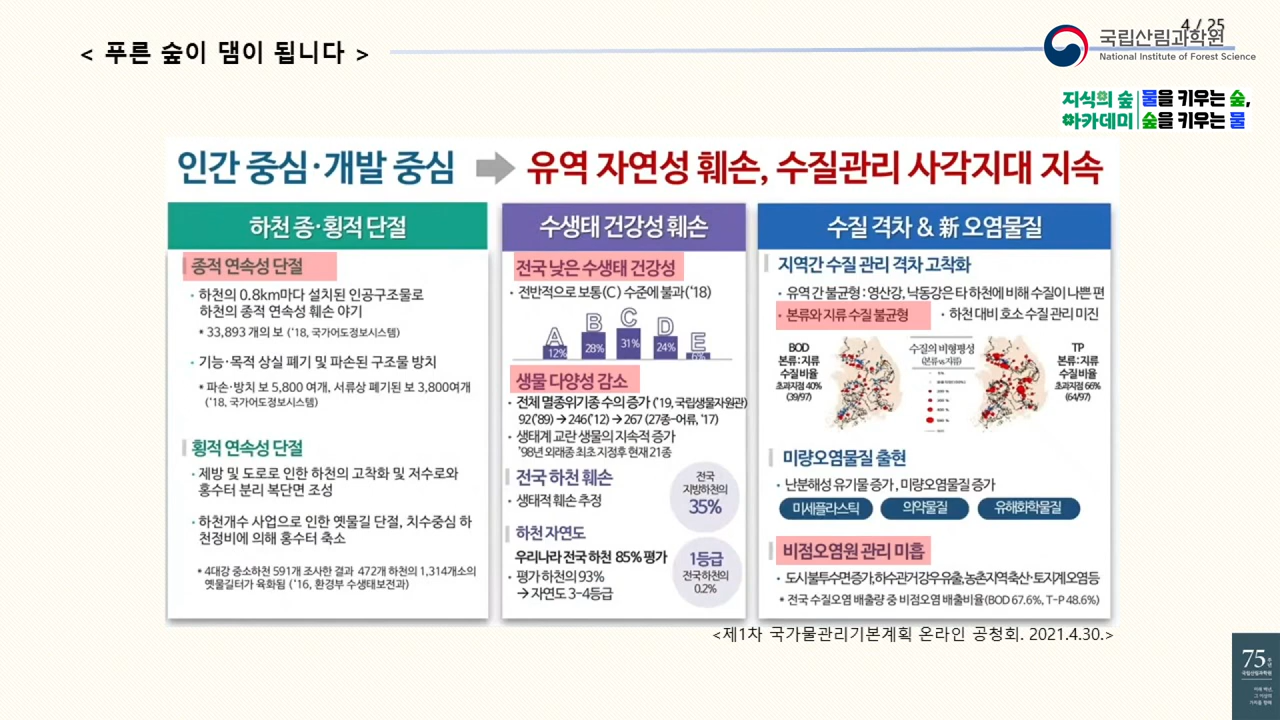 4 / 25
< 푸른 숲이 댐이 됩니다 >
국립산림과학원
National Institute of Forest Science
지식의 숲 물을 키우는 숲,
아카데미 숲을 키우는 물
인간 중심·개발 중심 유역 자연성 훼손, 수질관리 사각지대 지속
하천 종·횡적 단절
종적 연속성 단절
· 하천의 0.8km마다 설치된 인공구조물로
하천의 종적 연속성 훼손 야기
* 33,893 개의 보 ('18, 국가어도정보시스템)
· 기능·목적 상실 폐기 및 파손된 구조물 방치
* 파손·방치 보 5,800 여개, 서류상 폐기된 보 3,800여개
('18, 국가어도정보시스템)
횡적 연속성 단절
· 제방 및 도로로 인한 하천의 고착화 및 저수로와
홍수터 분리 복단면 조성
· 하천개수 사업으로 인한 옛물길 단절, 치수중심 하
천정비에 의해 홍수터 축소
* 4대강 중소하천 591개 조사한 결과 472개 하천의 1,314개소의
옛물길터가 육화됨 ('16, 환경부 수생태보전과)
수생태 건강성 훼손
전국 낮은 수생태 건강성
· 전반적으로 보통(C) 수준에 불과('18)
A B C D E
12% 28% 31% 24% 6%
생물 다양성 감소
· 전체 멸종위기종 수의 증가 ('19, 국립생물자원관)
92('89) → 246('12) → 267 (27종-어류, '17)
· 생태계 교란 생물의 지속적 증가
'98년 외래종 최초 지정후 현재 21종
전국 하천 훼손
· 생태적 훼손 추정
전국
지방하천의
35%
하천 자연도
우리나라 전국 하천 85% 평가
· 평가 하천의 93%
→ 자연도 3-4등급
1등급
전국 하천의
0.2%
수질 격차 & 新 오염물질
지역간 수질 관리 격차 고착화
· 유역 간 불균형 : 영산강, 낙동강은 타 하천에 비해 수질이 나쁜 편
· 본류와 지류 수질 불균형 · 하천 대비 호소 수질 관리 미진
BOD
본류 : 지류
수질 비율
초과지점 40%
(39/97)
수질의 비형평성
(본류 vs 지류)
TP
본류 : 지류
수질 비율
초과지점 66%
(64/97)
미량오염물질 출현
· 난분해성 유기물 증가, 미량오염물질 증가
미세플라스틱 의약물질 유해화학물질
비점오염원 관리 미흡
· 도시불투수면증가,하수관거강우유출,농촌지역축산·토지계오염등
* 전국 수질오염 배출량 중 비점오염 배출비율(BOD 67.6%, T-P 48.6%)
<제1차 국가물관리기본계획 온라인 공청회. 2021.4.30.>
75주년
국립산림과학원